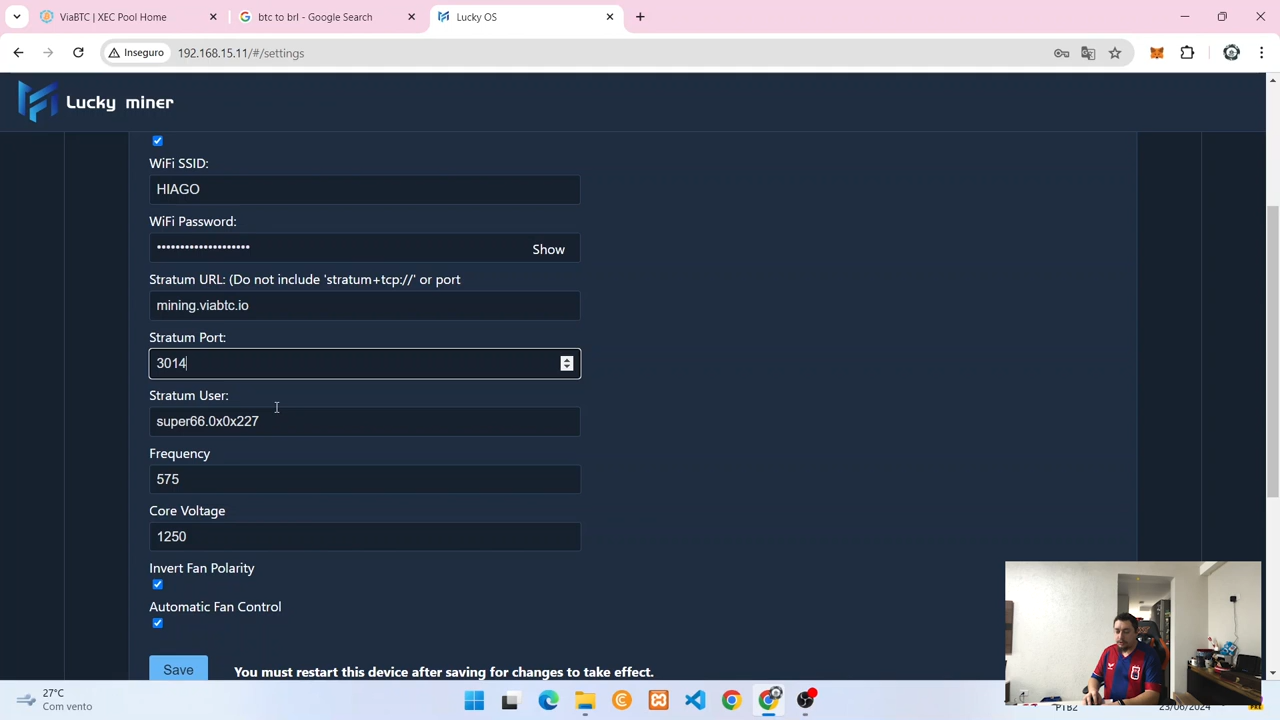 ViaBTC | XEC Pool Home
btc to brl - Google Search
Lucky OS
Inseguro
192.168.15.11/#/settings
Lucky miner
WiFi SSID:
HIAGO
WiFi Password:
••••••••••••••••••••
Show
Stratum URL: (Do not include 'stratum+tcp://' or port
mining.viabtc.io
Stratum Port:
3014
Stratum User:
super66.0x0x227
Frequency
575
Core Voltage
1250
Invert Fan Polarity
Automatic Fan Control
Save
You must restart this device after saving for changes to take effect.
27°C
Com vento
PTB2
23/06/2024